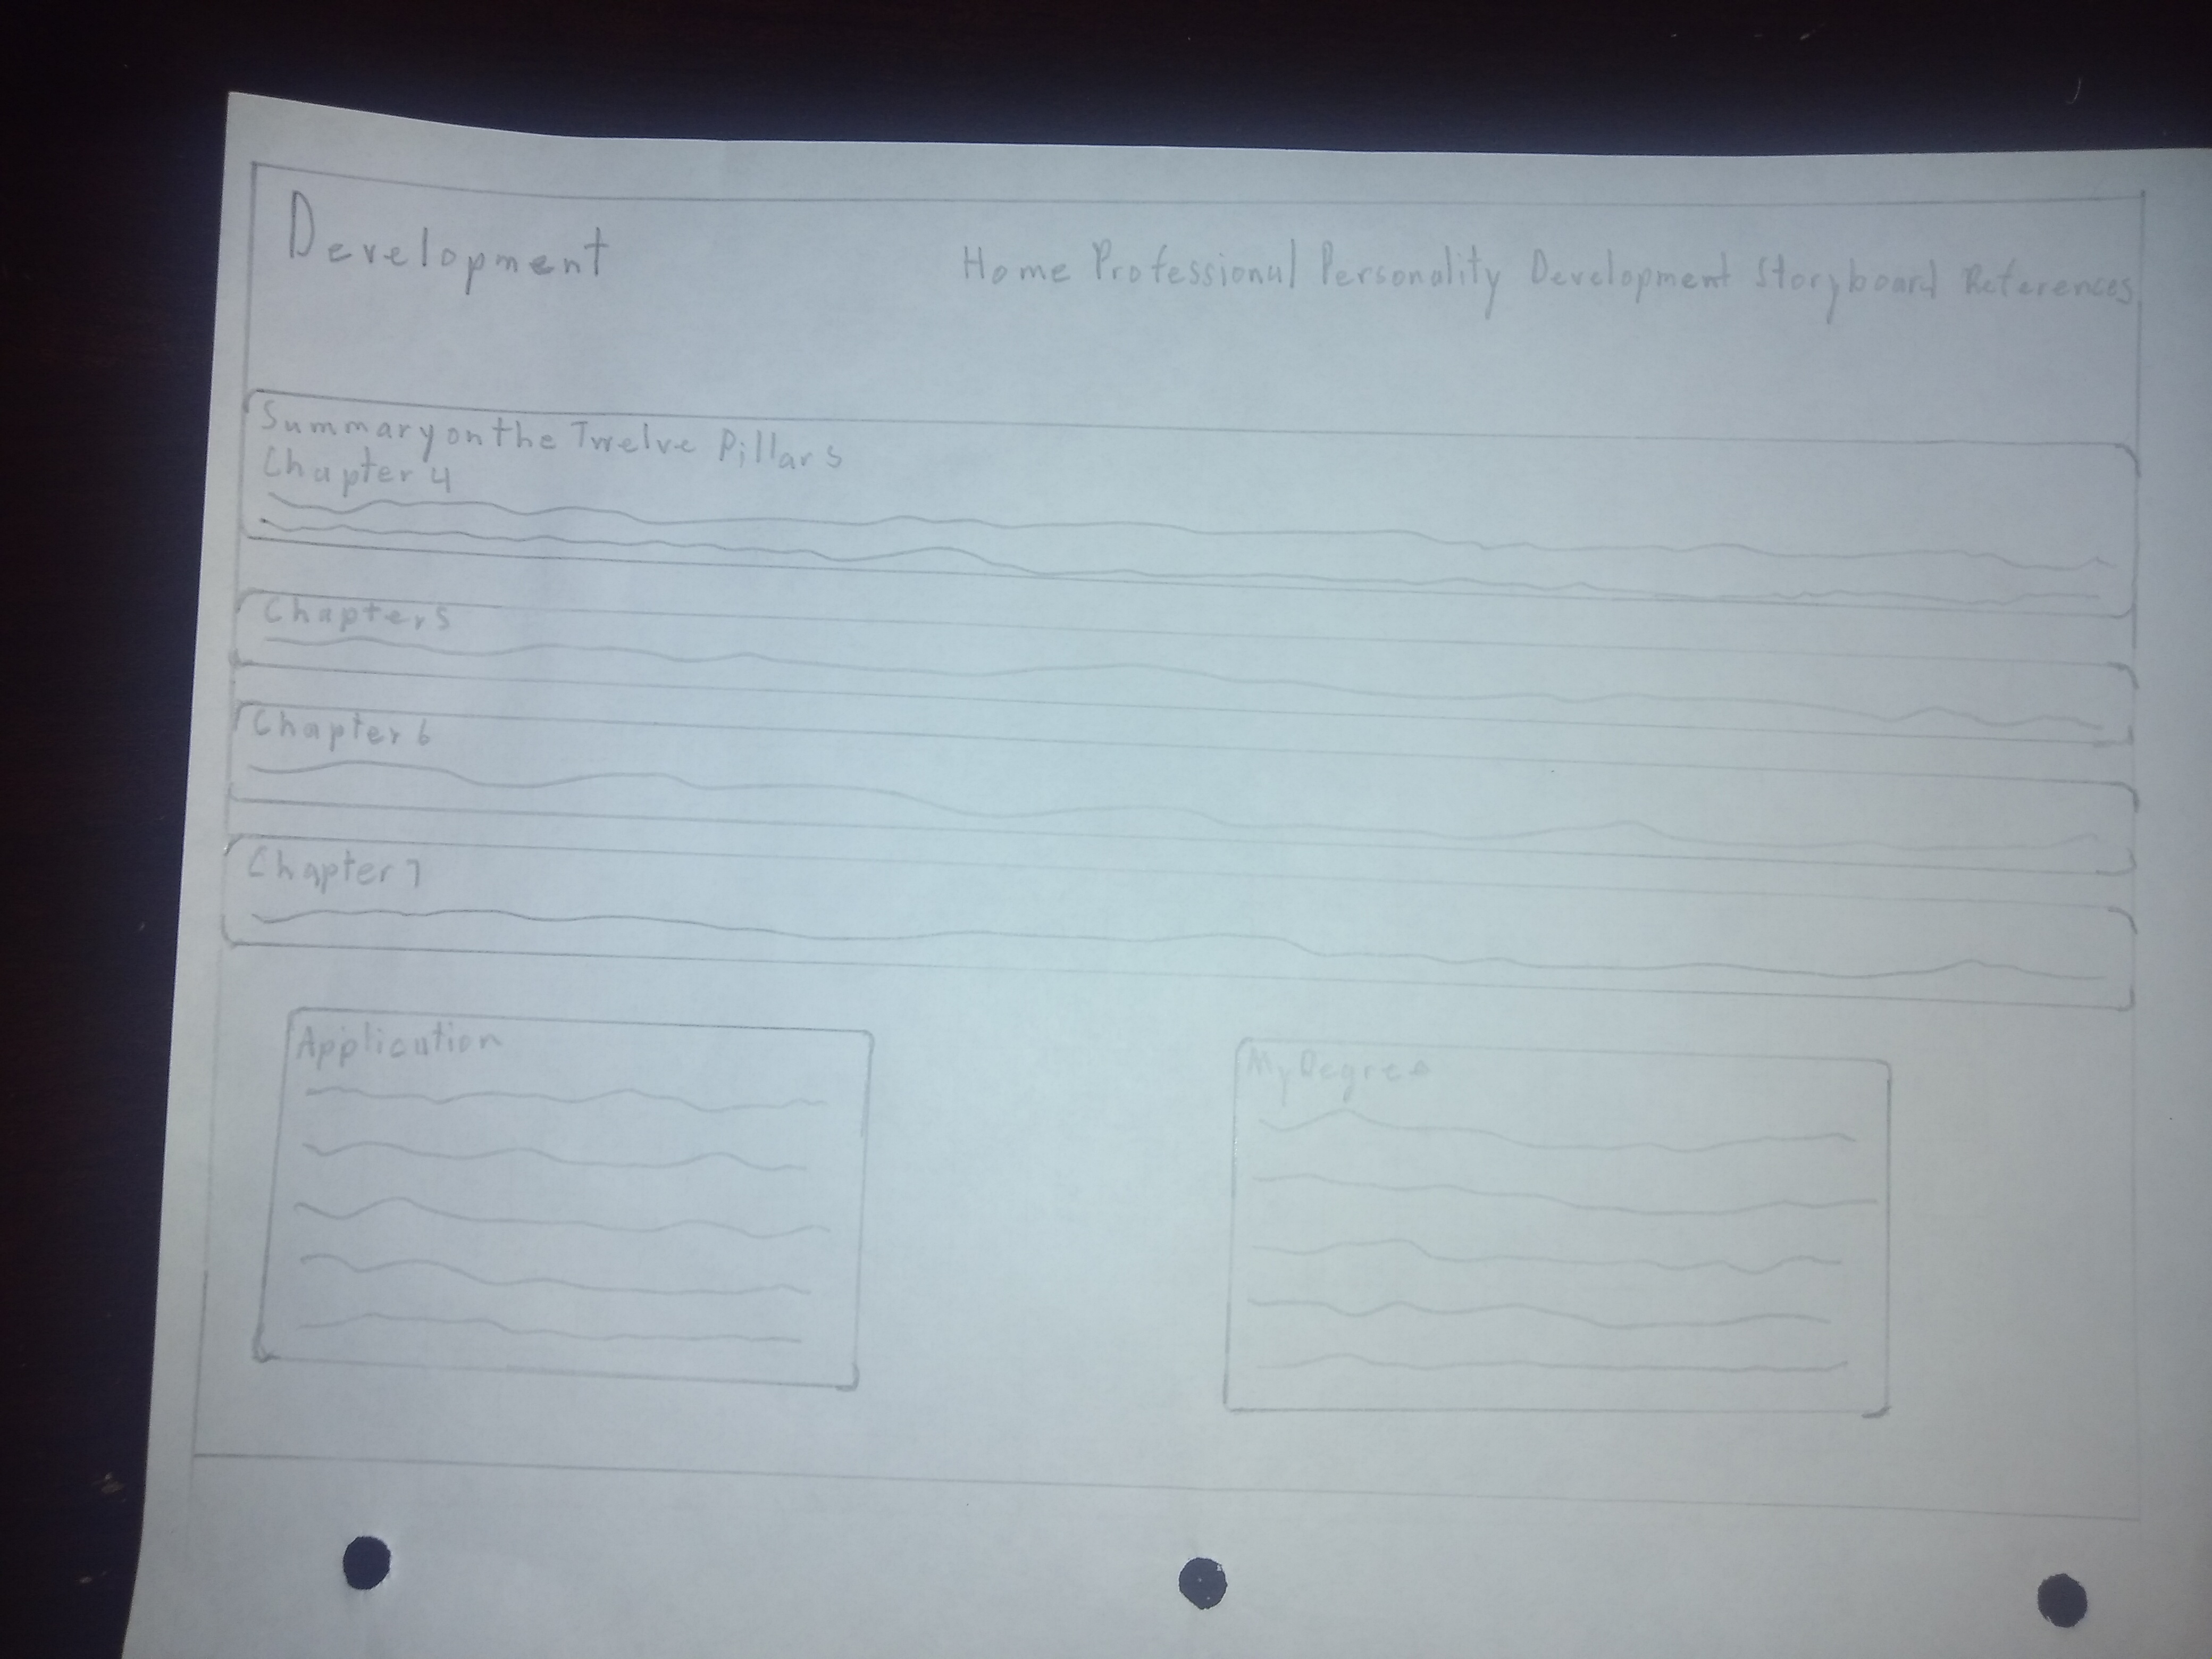 Development
Home Professional Personality Development Storyboard References
Summary on the Twelve Pillars
Chapter 4
Chapter 5
Chapter 6
Chapter 7
Application
My Degree